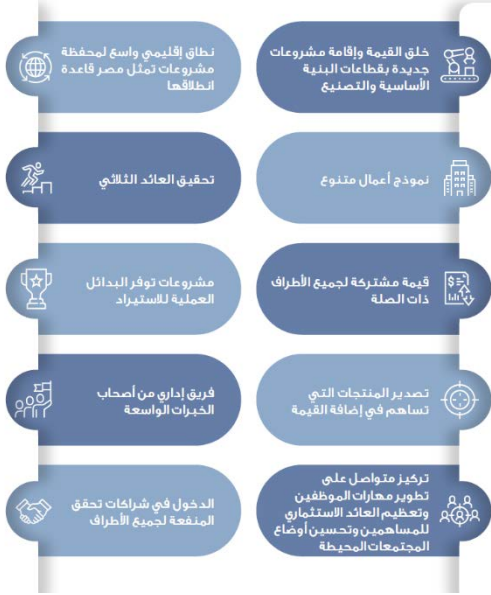 خلق القيمة وإقامة مشروعات
جديدة بقطاعات البنية
الأساسية والتصنيع
نطاق إقليمي واسع لمحفظة
مشروعات تمثل مصر قاعدة
انطلاقها
نموذج أعمال متنوع
تحقيق العائد الثلاثي
قيمة مشتركة لجميع الأطراف
ذات الصلة
مشروعات توفر البدائل
العملية للاستيراد
تصدير المنتجات التي
تساهم في إضافة القيمة
فريق إداري من أصحاب
الخبرات الواسعة
تركيز متواصل على
تطوير مهارات الموظفين
وتعظيم العائد الاستثماري
للمساهمين وتحسين أوضاع
المجتمعات المحيطة
الدخول في شراكات تحقق
المنفعة لجميع الأطراف